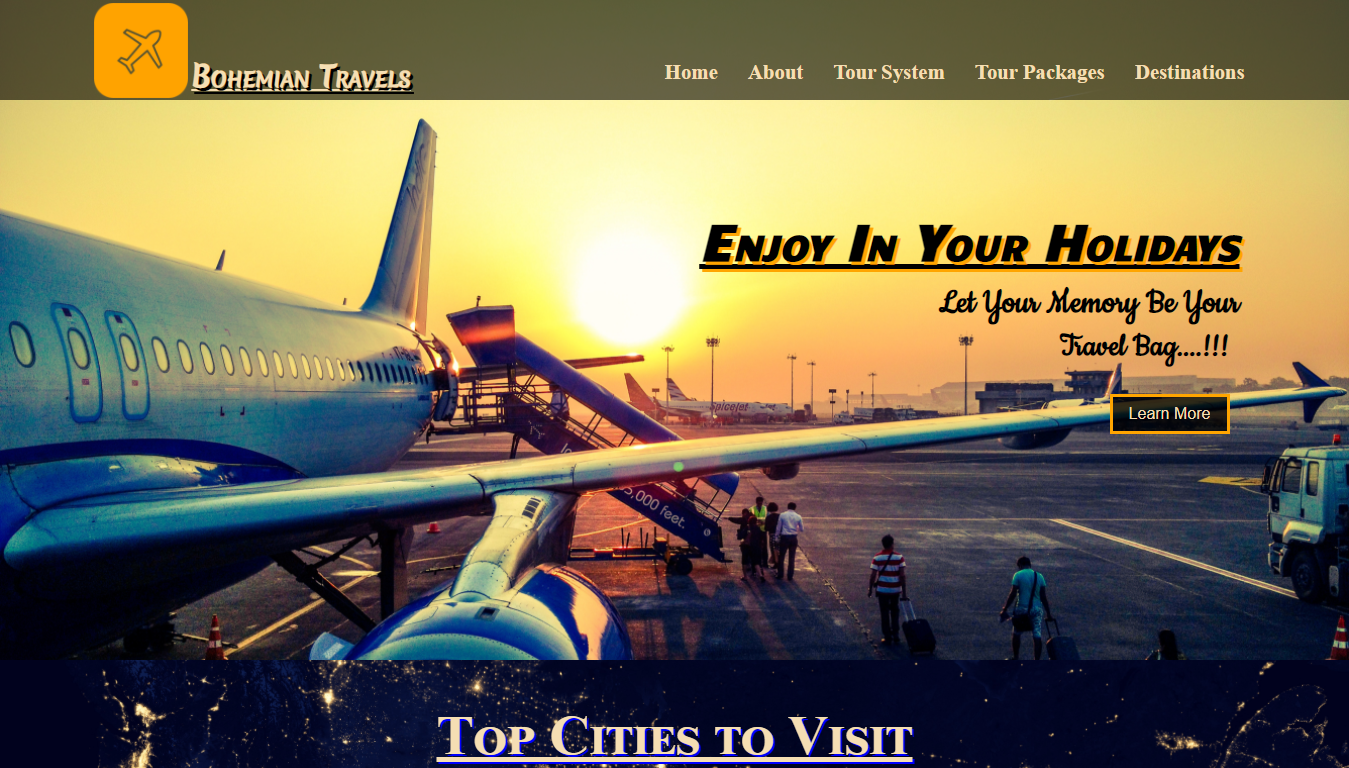 Bohemian Travels
Home About Tour System Tour Packages Destinations
Enjoy In Your Holidays
Let Your Memory Be Your
Travel Bag....!!!
spicejet
Learn More
5,000 feet.
Top Cities to Visit